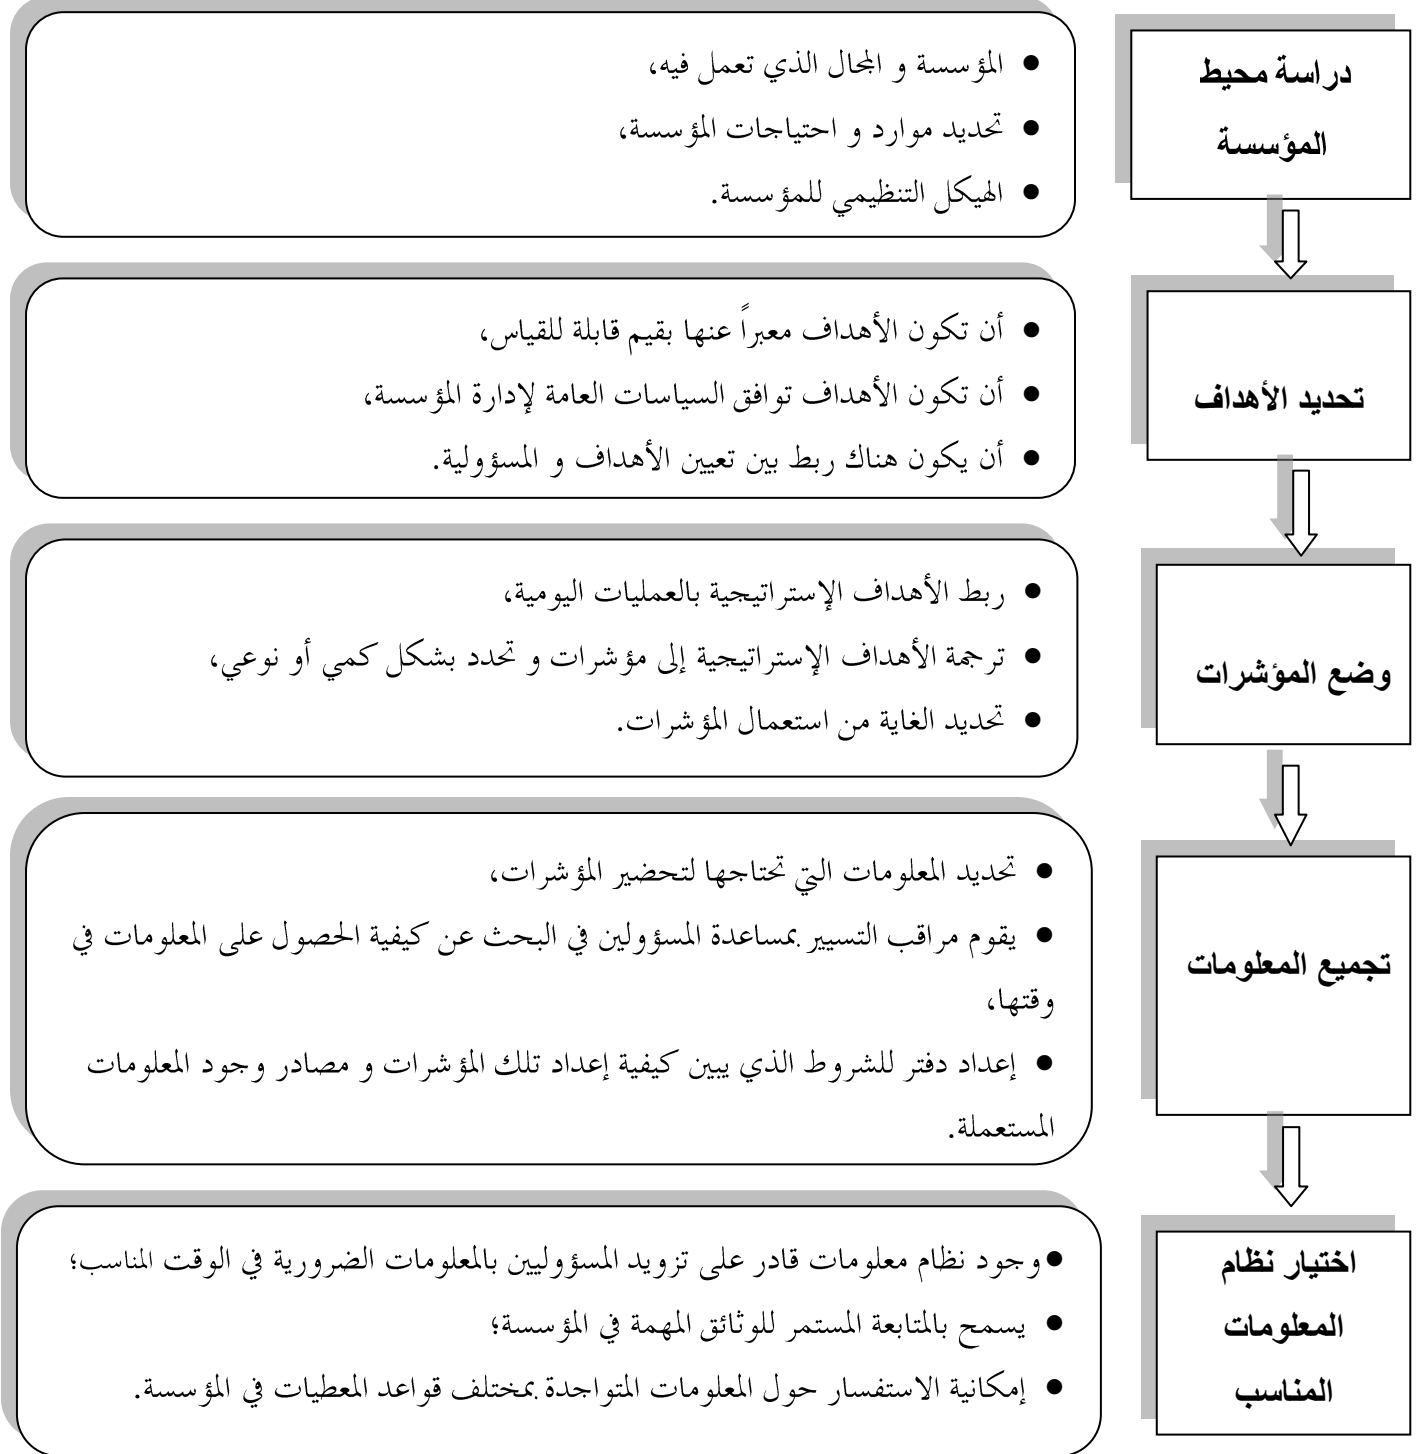 دراسة محيط
المؤسسة
● المؤسسة و المجال الذي تعمل فيه،
● تحديد موارد و احتياجات المؤسسة،
● الهيكل التنظيمي للمؤسسة.
تحديد الأهداف
● أن تكون الأهداف معبراً عنها بقيم قابلة للقياس،
● أن تكون الأهداف توافق السياسات العامة لإدارة المؤسسة،
● أن يكون هناك ربط بين تعيين الأهداف و المسؤولية.
وضع المؤشرات
● ربط الأهداف الإستراتيجية بالعمليات اليومية،
● ترجمة الأهداف الإستراتيجية إلى مؤشرات و تحدد بشكل كمي أو نوعي،
● تحديد الغاية من استعمال المؤشرات.
تجميع المعلومات
● تحديد المعلومات التي تحتاجها لتحضير المؤشرات،
● يقوم مراقب التسيير بمساعدة المسؤولين في البحث عن كيفية الحصول على المعلومات في
وقتها،
● إعداد دفتر للشروط الذي يبين كيفية إعداد تلك المؤشرات و مصادر وجود المعلومات
المستعملة.
اختيار نظام
المعلومات
المناسب
● وجود نظام معلومات قادر على تزويد المسؤوليين بالمعلومات الضرورية في الوقت المناسب؛
● يسمح بالمتابعة المستمر للوثائق المهمة في المؤسسة؛
● إمكانية الاستفسار حول المعلومات المتواجدة بمختلف قواعد المعطيات في المؤسسة.